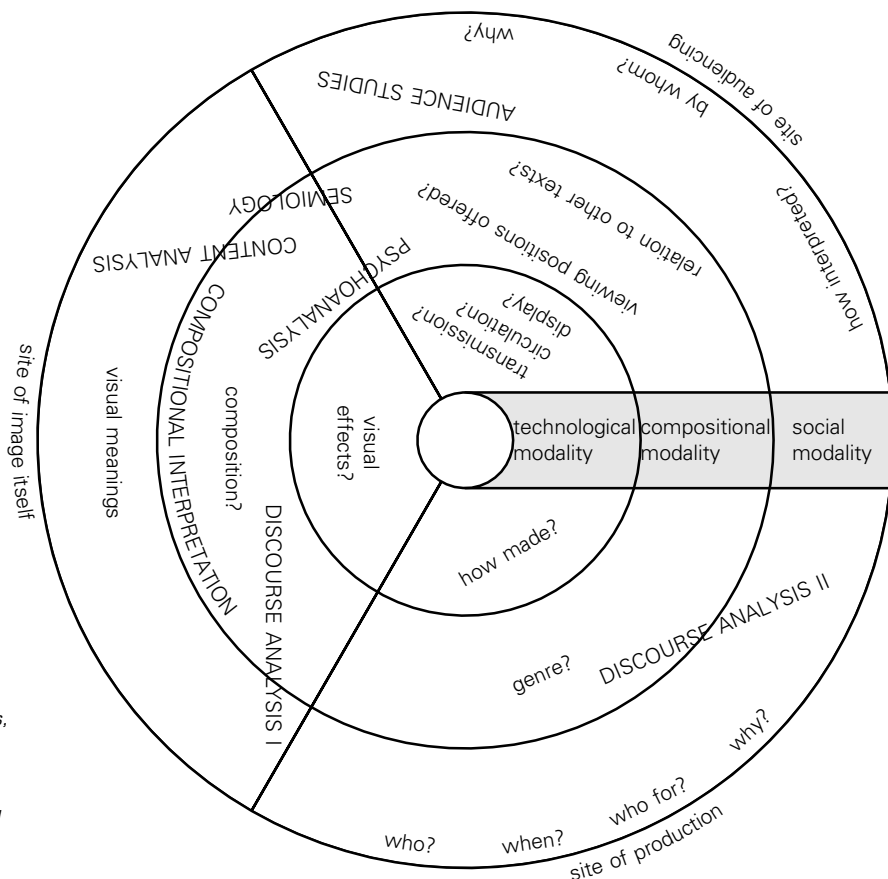 why?
by whom?
site of audiencing
AUDIENCE STUDIES
how interpreted?
relation to other texts?
viewing positions offered?
SEMIOLOGY
CONTENT ANALYSIS
PSYCHOANALYSIS
display?
circulation?
transmission?
COMPOSITIONAL INTERPRETATION
site of image itself
visual meanings
composition?
visual
effects?
technological
modality
compositional
modality
social
modality
how made?
DISCOURSE ANALYSIS I
DISCOURSE ANALYSIS II
genre?
why?
who for?
when?
who?
site of production